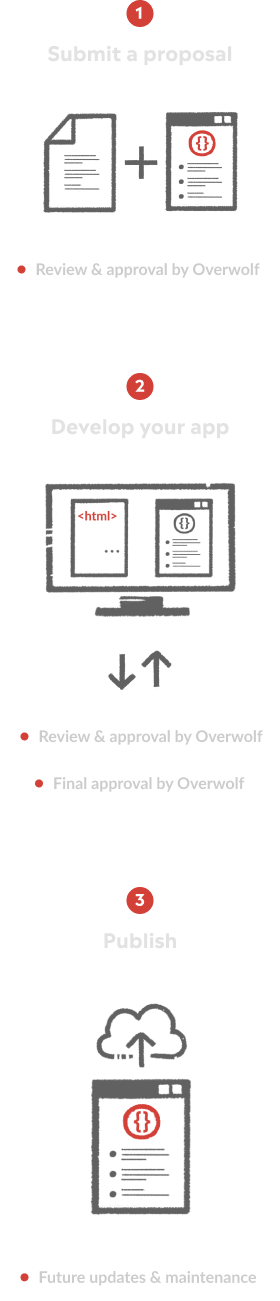 1
Submit a proposal
{}
Review & approval by Overwolf
2
Develop your app
<html>
...
{}
Review & approval by Overwolf
Final approval by Overwolf
3
Publish
{}
Future updates & maintenance